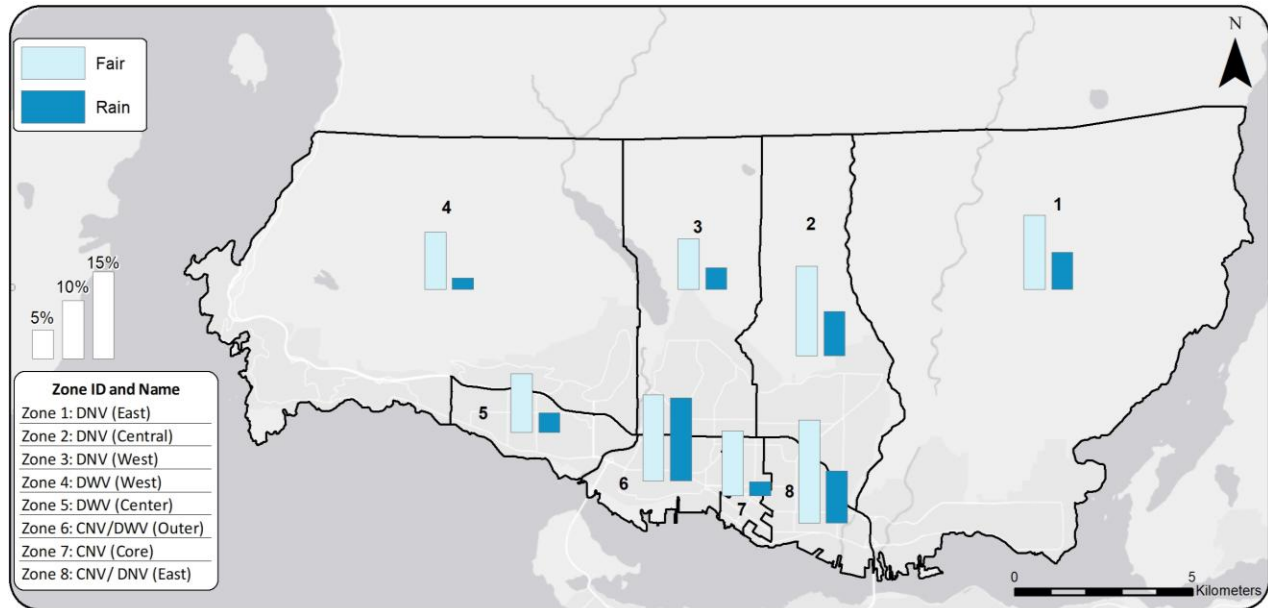 N
Fair
Rain
4
3
2
1
15%
10%
5%
5
6
7
8
Zone ID and Name
Zone 1: DNV (East)
Zone 2: DNV (Central)
Zone 3: DNV (West)
Zone 4: DWV (West)
Zone 5: DWV (Center)
Zone 6: CNV/DWV (Outer)
Zone 7: CNV (Core)
Zone 8: CNV/ DNV (East)
0 5
Kilometers